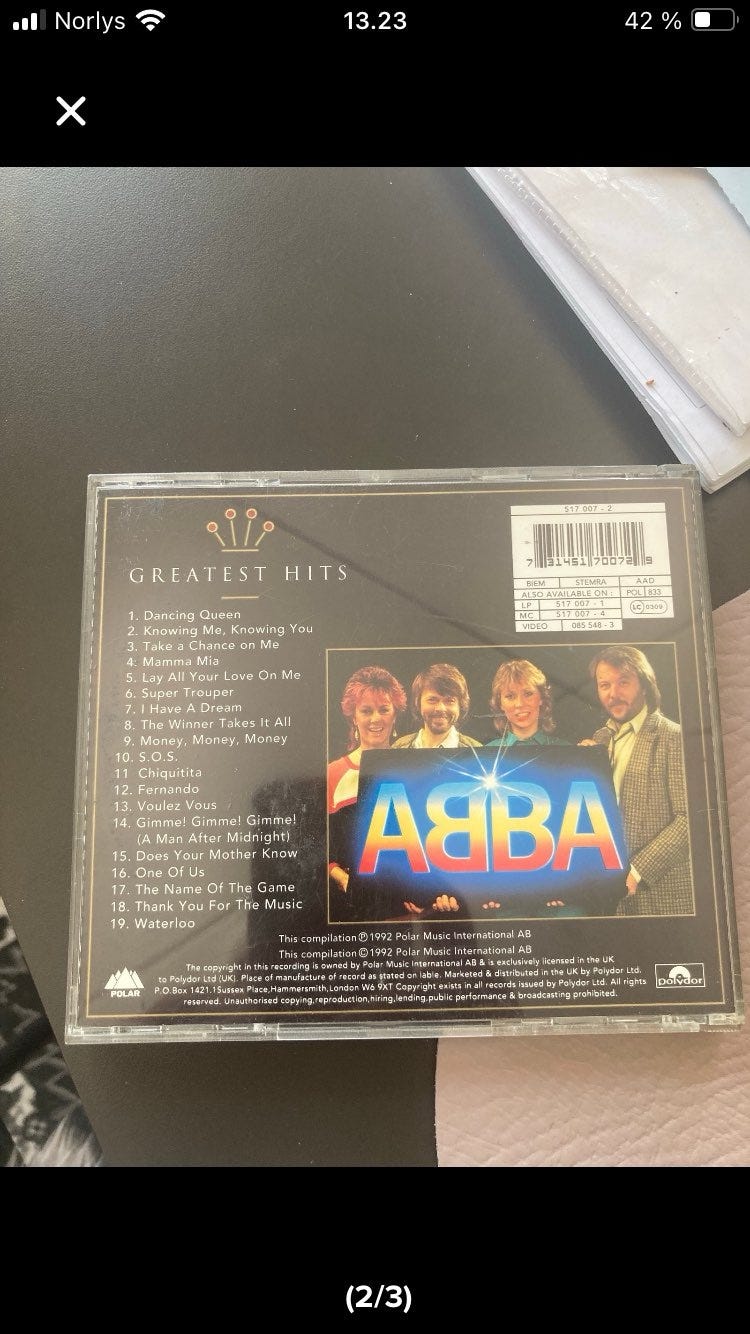 Norlys
13.23
42 %
517 007 - 2
7 31451 70072 9
BIEM STEMRA AAD
ALSO AVAILABLE ON : POL 833
LP 517 007 - 1
LC 0309
MC 517 007 - 4
VIDEO 085 548 - 3
GREATEST HITS
1. Dancing Queen
2. Knowing Me, Knowing You
3. Take a Chance on Me
4. Mamma Mia
5. Lay All Your Love On Me
6. Super Trouper
7. I Have A Dream
8. The Winner Takes It All
9. Money, Money, Money
10. S.O.S.
11 Chiquitita
12. Fernando
13. Voulez Vous
14. Gimme! Gimme! Gimme!
(A Man After Midnight)
15. Does Your Mother Know
16. One Of Us
17. The Name Of The Game
18. Thank You For The Music
19. Waterloo
ABBA
This compilation ℗ 1992 Polar Music International AB
This compilation © 1992 Polar Music International AB
The copyright in this recording is owned by Polar Music International AB & is exclusively licensed in the UK
to Polydor Ltd (UK). Place of manufacture of record as stated on lable. Marketed & distributed in the UK by Polydor Ltd.
P.O.Box 1421.1Sussex Place,Hammersmith,London W6 9XT Copyright exists in all records issued by Polydor Ltd. All rights
reserved. Unauthorised copying,reproduction,hiring,lending,public performance & broadcasting prohibited.
POLAR
polydor
(2/3)